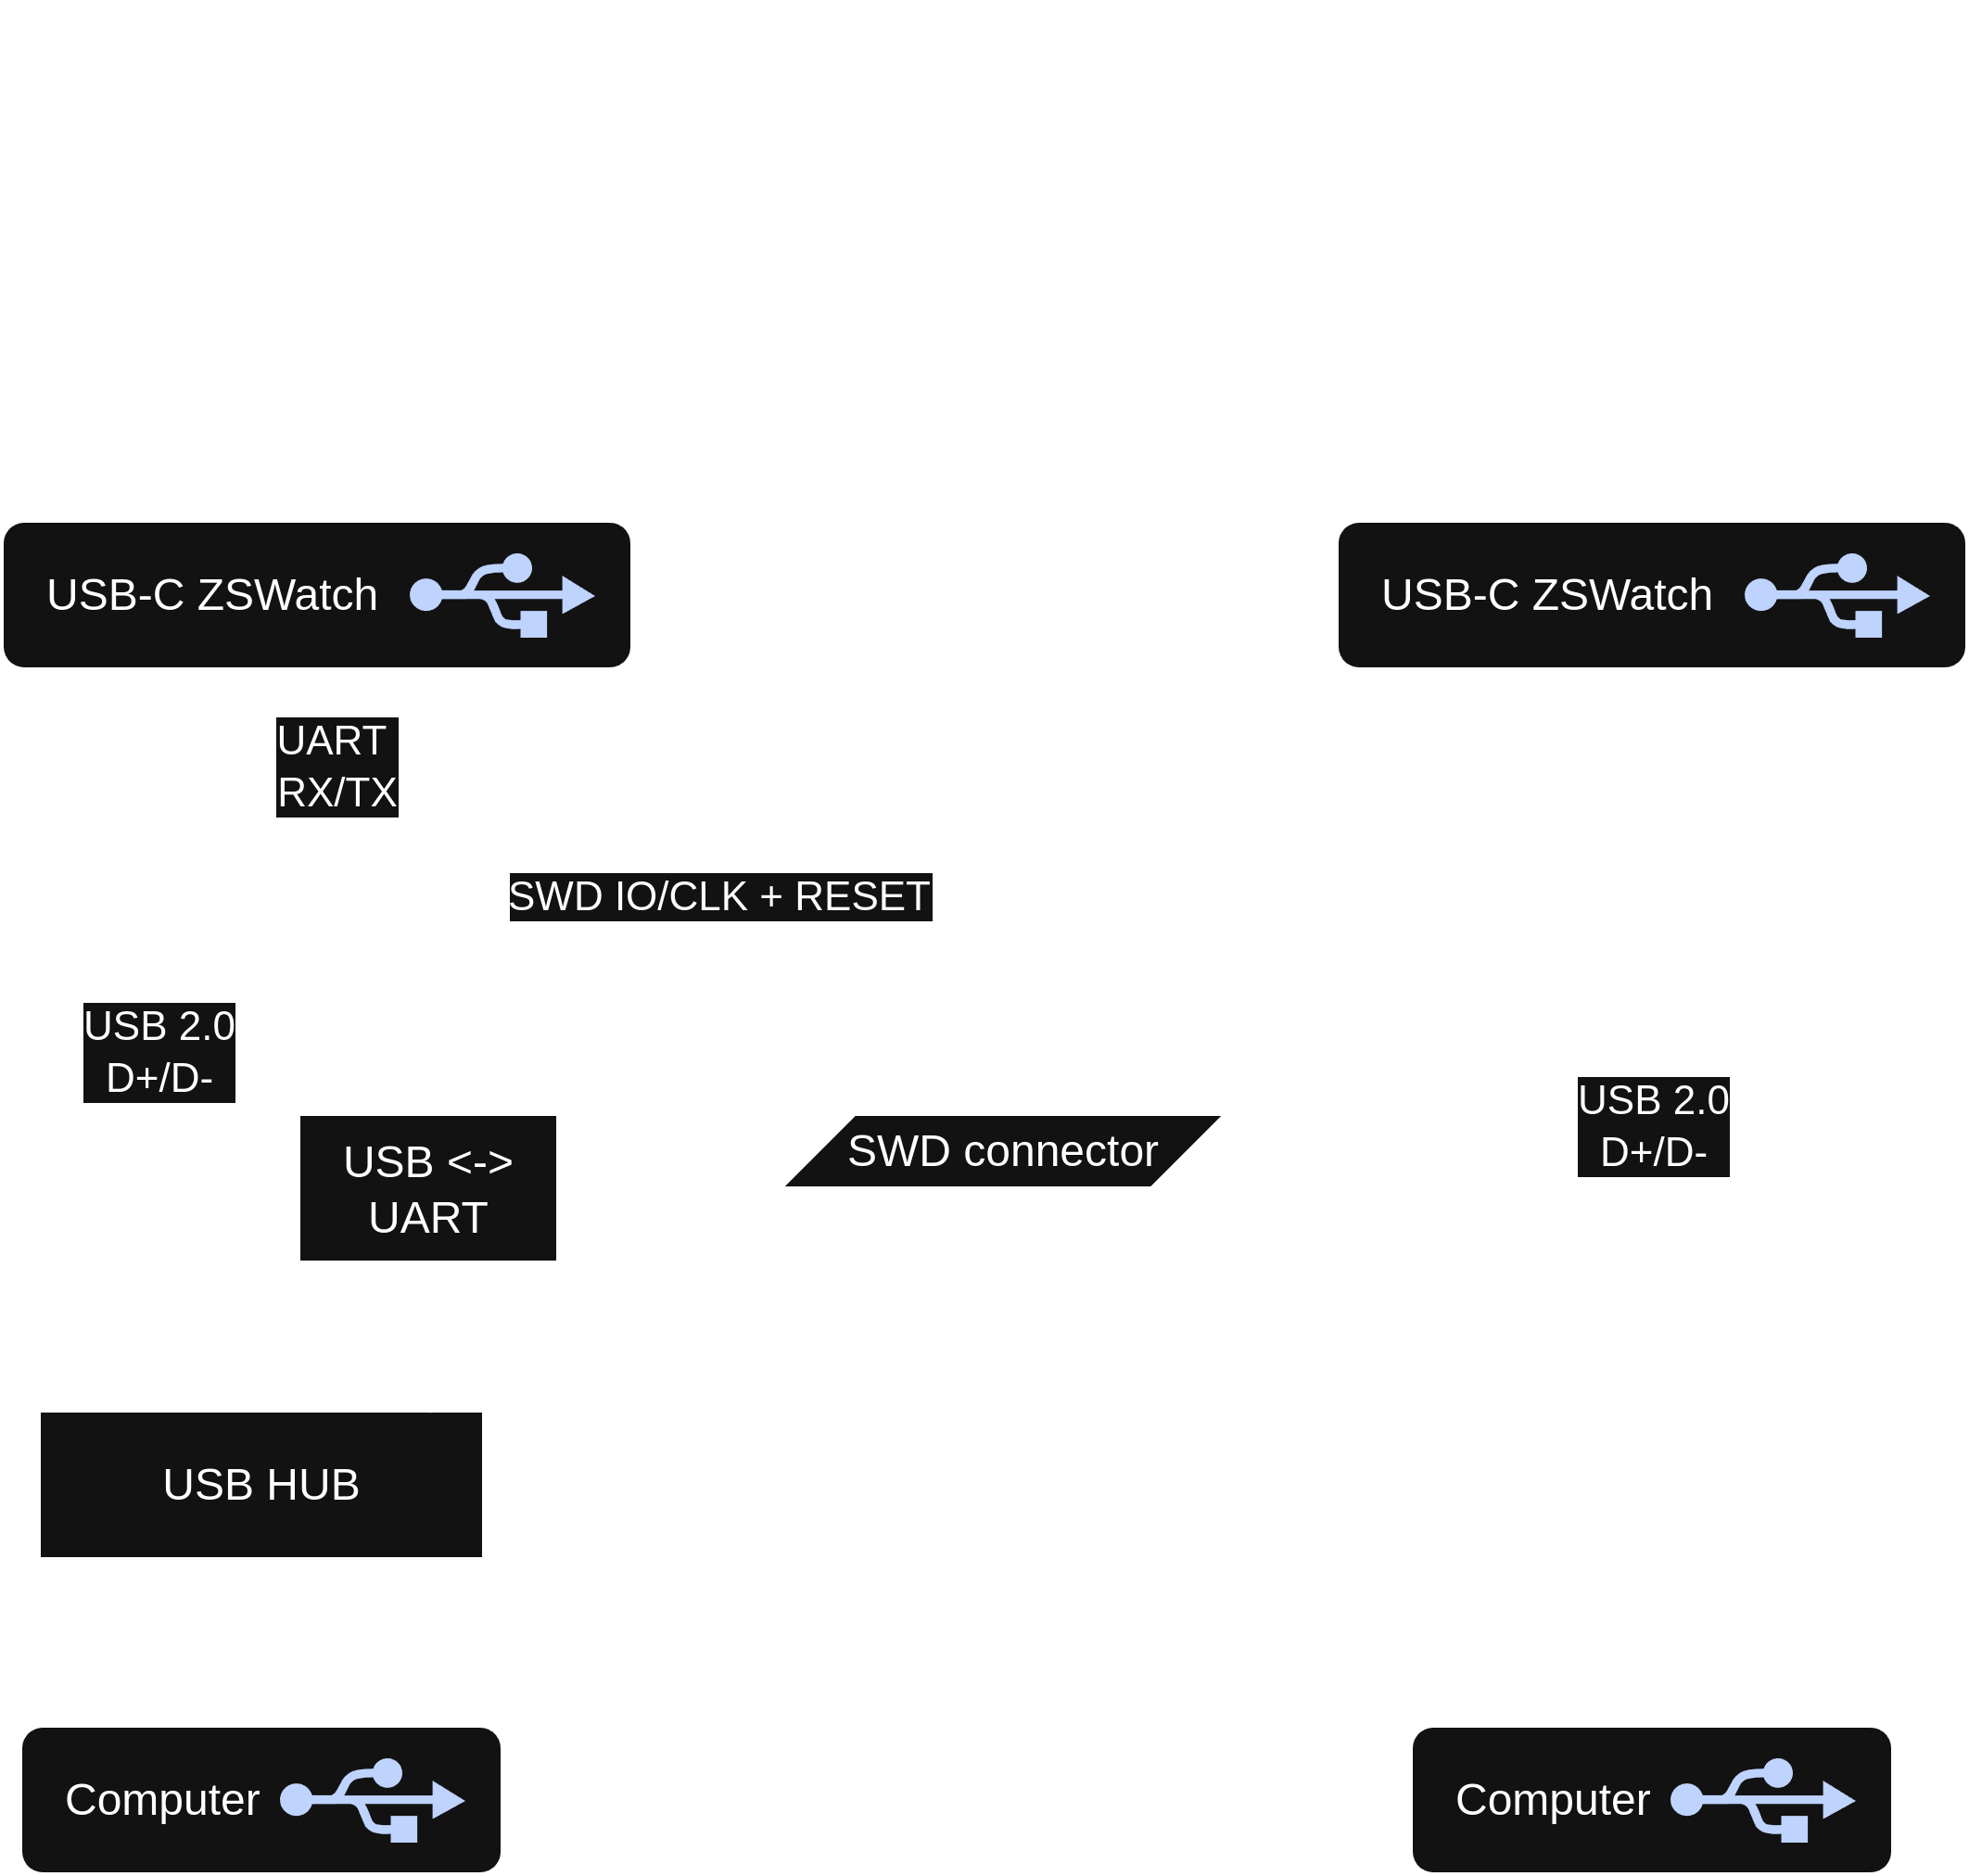 USB-C ZSWatch
USB-C ZSWatch
UART
RX/TX
SWD IO/CLK + RESET
USB 2.0
D+/D-
USB 2.0
D+/D-
USB <->
UART
SWD connector
USB HUB
Computer
Computer